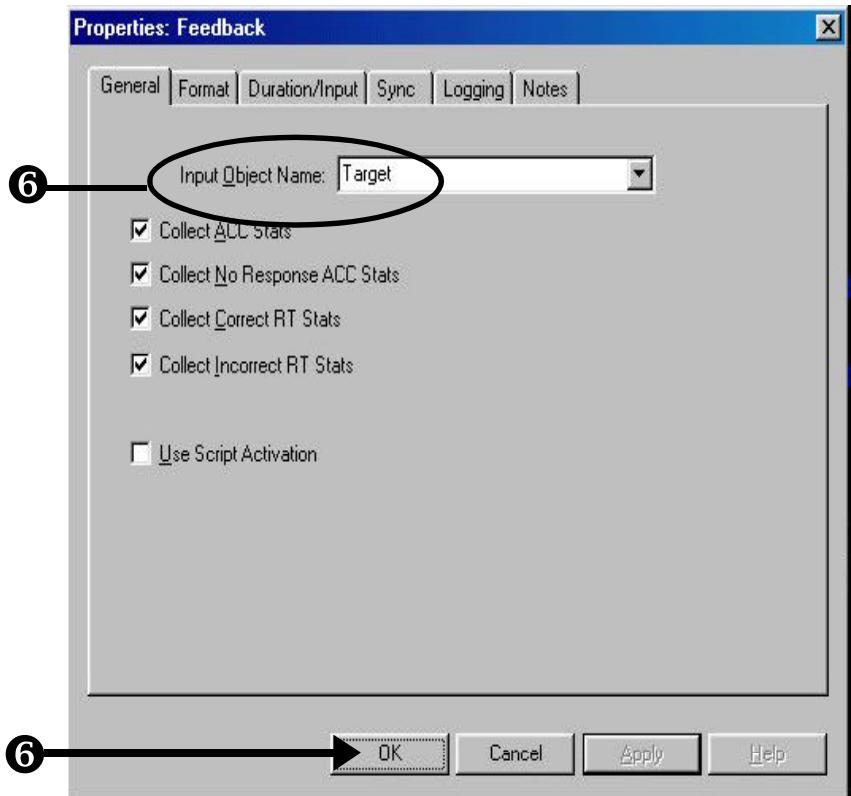 Properties: Feedback
General Format Duration/Input Sync Logging Notes
❻ Input Object Name: Target
Collect ACC Stats
Collect No Response ACC Stats
Collect Correct RT Stats
Collect Incorrect RT Stats
Use Script Activation
❻ OK Cancel Apply Help